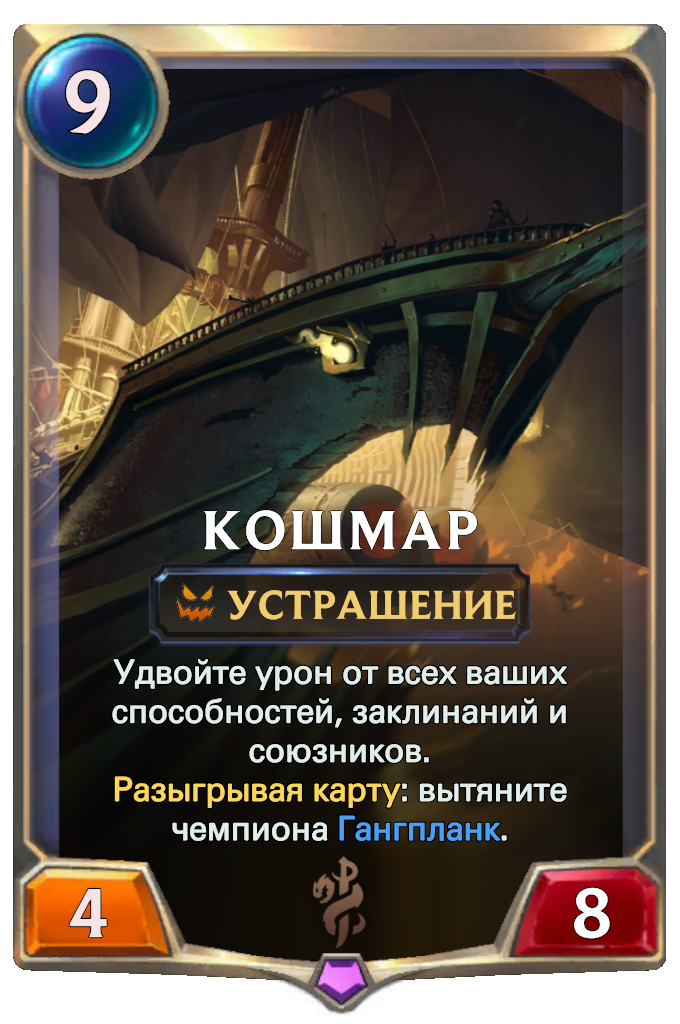 9
КОШМАР
УСТРАШЕНИЕ
Удвойте урон от всех ваших
способностей, заклинаний и
союзников.
Разыгрывая карту: вытяните
чемпиона Гангпланк.
4
8